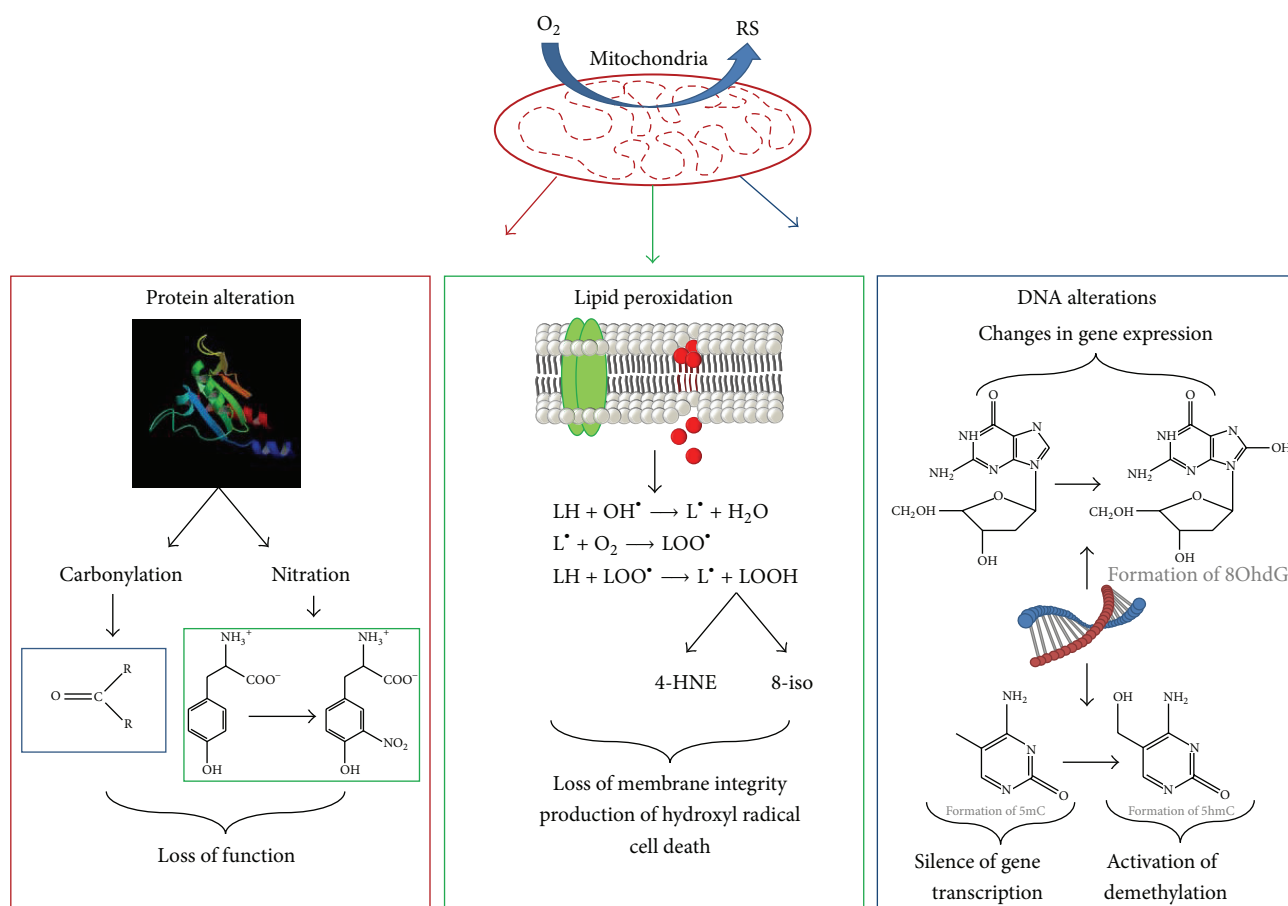 O2
RS
Mitochondria
Protein alteration
Carbonylation
Nitration
O
C
R
R
NH3+
COO−
OH
NH3+
COO−
NO2
OH
Loss of function
Lipid peroxidation
LH + OH• ⟶ L• + H2O
L• + O2 ⟶ LOO•
LH + LOO• ⟶ L• + LOOH
4-HNE
8-iso
Loss of membrane integrity
production of hydroxyl radical
cell death
DNA alterations
Changes in gene expression
O
NH
N
NH2
N
N
O
CH2OH
OH
O
NH
N
OH
NH2
N
N
O
CH2OH
OH
Formation of 8OhdG
NH2
N
N
O
Formation of 5mC
OH
NH2
N
N
O
Formation of 5hmC
Silence of gene
transcription
Activation of
demethylation